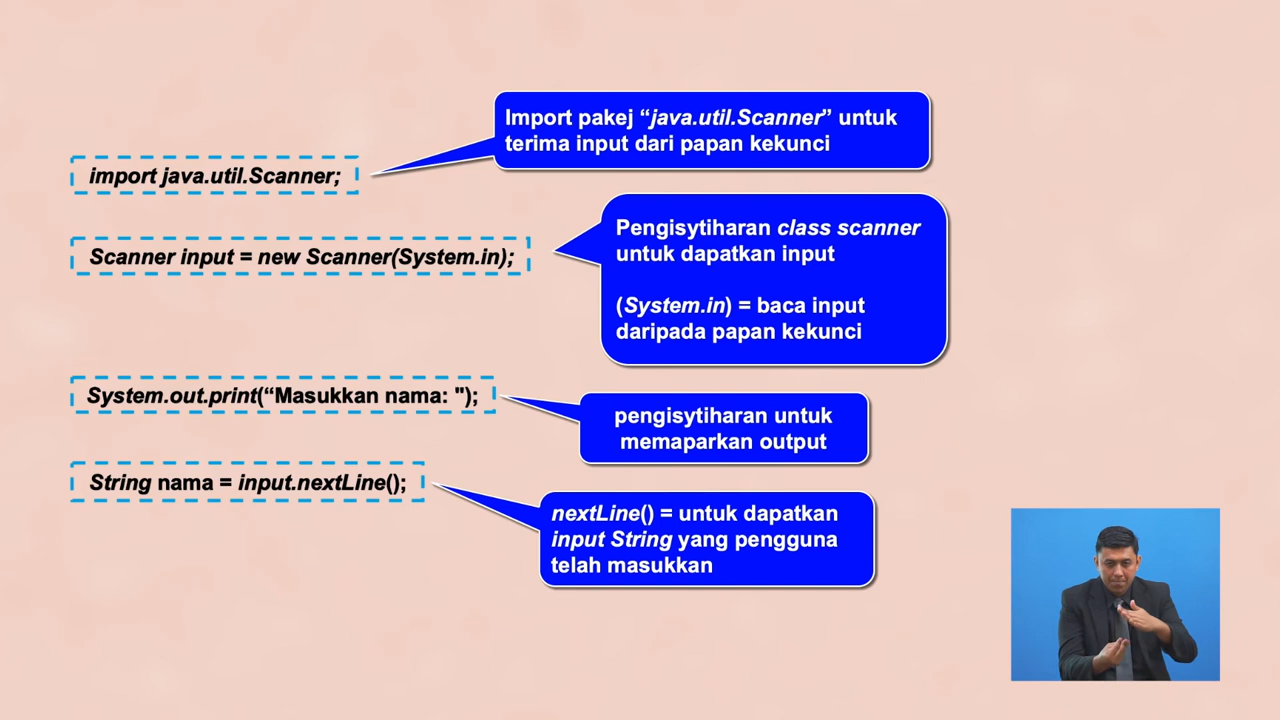 Import pakej “java.util.Scanner” untuk
terima input dari papan kekunci
import java.util.Scanner;
Pengisytiharan class scanner
untuk dapatkan input
Scanner input = new Scanner(System.in);
(System.in) = baca input
daripada papan kekunci
System.out.print(“Masukkan nama: ");
pengisytiharan untuk
memaparkan output
String nama = input.nextLine();
nextLine() = untuk dapatkan
input String yang pengguna
telah masukkan